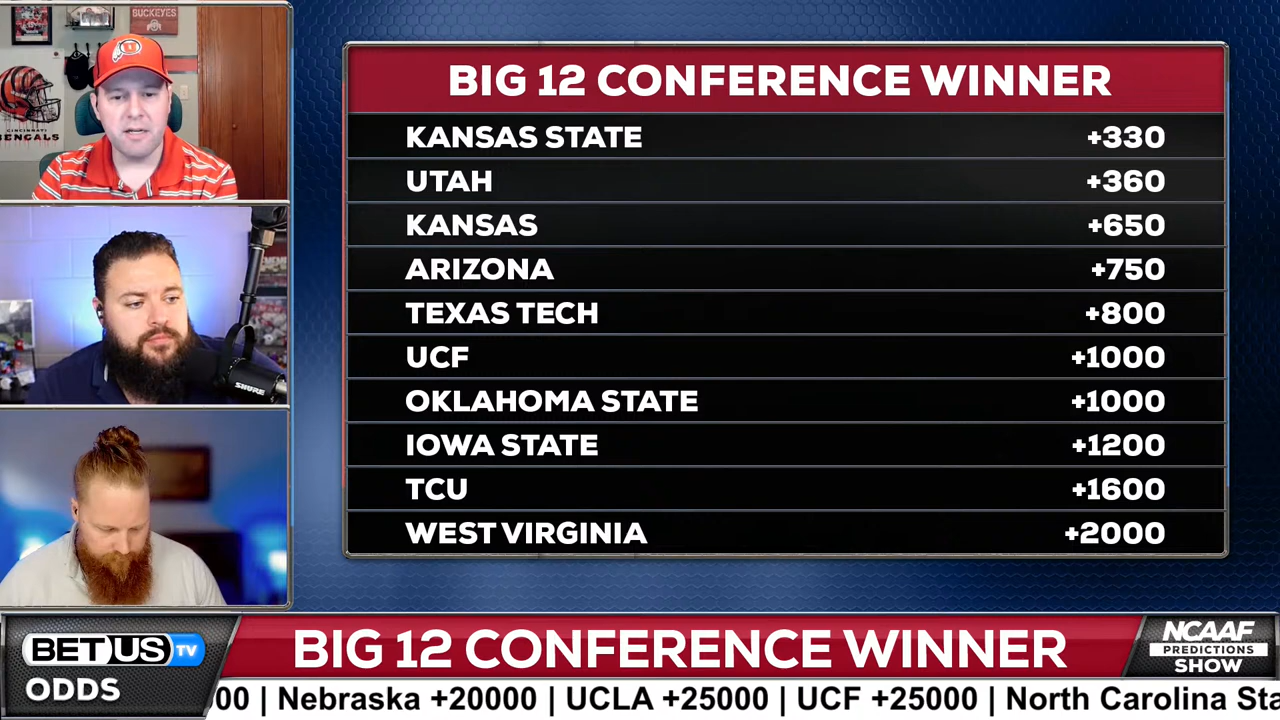 BUCKEYES
CINCINNATI
BENGALS
SHURE
BIG 12 CONFERENCE WINNER
KANSAS STATE +330
UTAH +360
KANSAS +650
ARIZONA +750
TEXAS TECH +800
UCF +1000
OKLAHOMA STATE +1000
IOWA STATE +1200
TCU +1600
WEST VIRGINIA +2000
BETUS TV
ODDS
BIG 12 CONFERENCE WINNER
NCAAF
PREDICTIONS
SHOW
00 | Nebraska +20000 | UCLA +25000 | UCF +25000 | North Carolina Sta